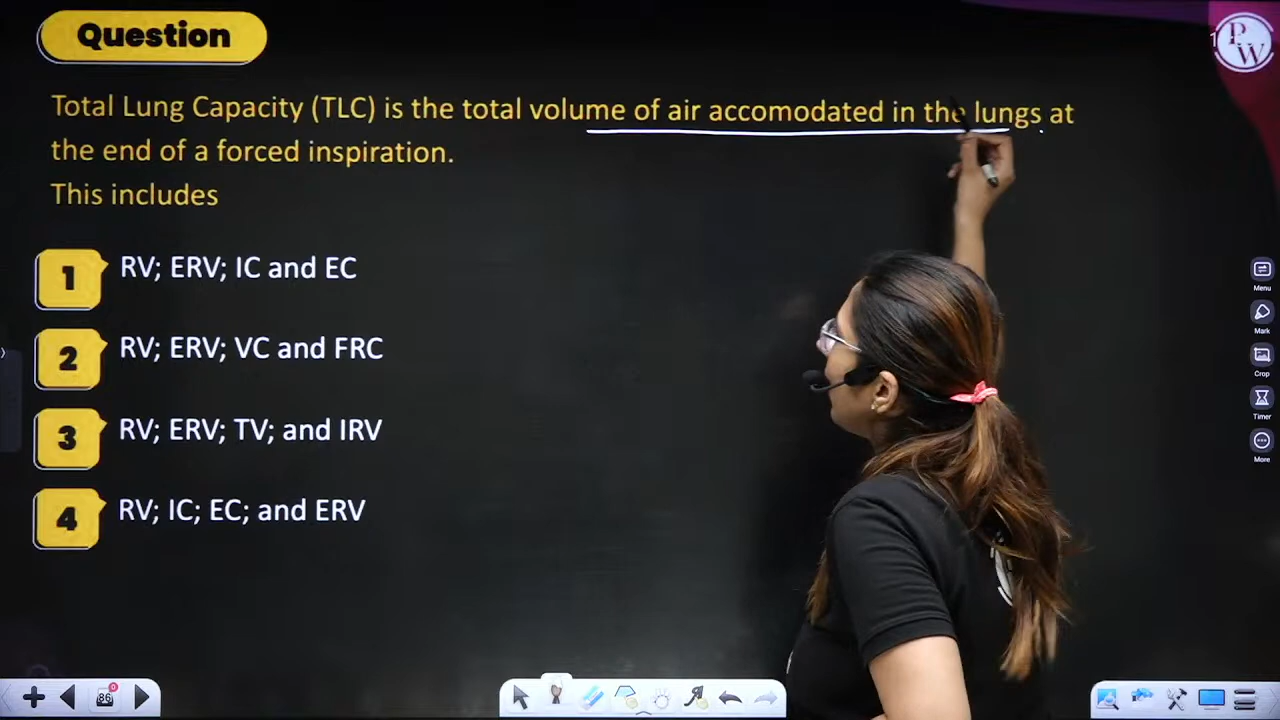 Question
PW
Total Lung Capacity (TLC) is the total volume of air accomodated in the lungs at
the end of a forced inspiration.
This includes
1 RV; ERV; IC and EC
2 RV; ERV; VC and FRC
3 RV; ERV; TV; and IRV
4 RV; IC; EC; and ERV
Menu
Mark
Crop
Timer
More
86